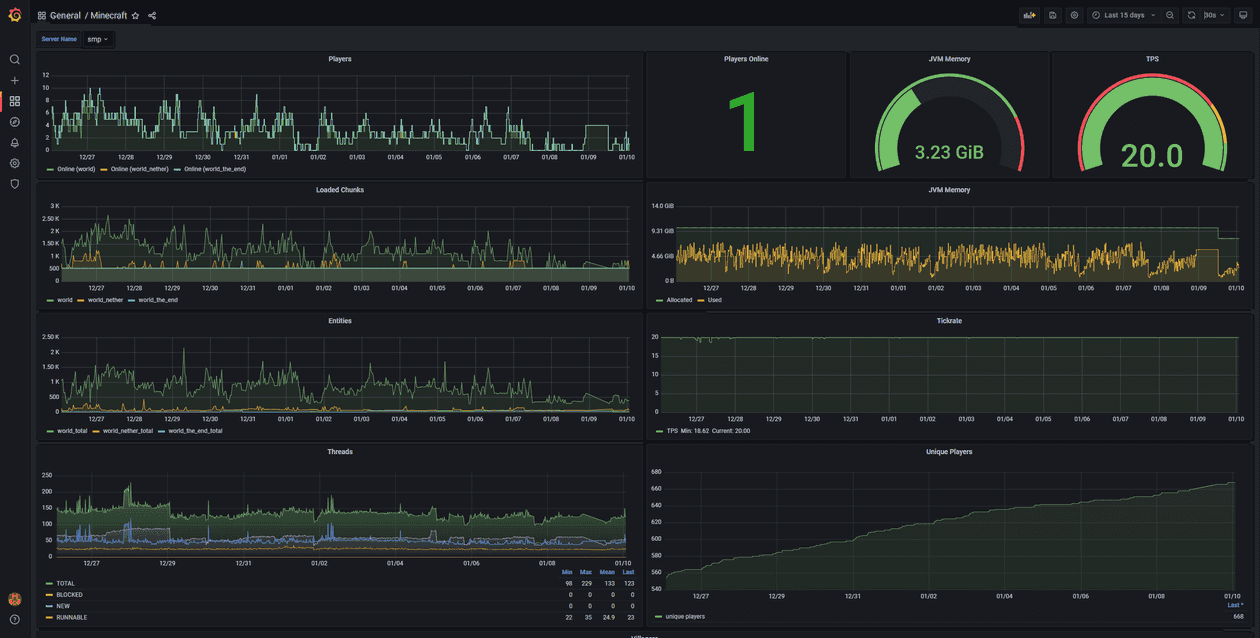 General / Minecraft
Last 15 days
30s
Server Name smp
Players
12
10
8
6
4
2
0
12/27 12/28 12/29 12/30 12/31 01/01 01/02 01/03 01/04 01/05 01/06 01/07 01/08 01/09 01/10
Online (world) Online (world_nether) Online (world_the_end)
Players Online
1
JVM Memory
3.23 GiB
TPS
20.0
Loaded Chunks
3 K
2.50 K
2 K
1.50 K
1 K
500
0
12/27 12/28 12/29 12/30 12/31 01/01 01/02 01/03 01/04 01/05 01/06 01/07 01/08 01/09 01/10
world world_nether world_the_end
JVM Memory
14.0 GiB
9.31 GiB
4.66 GiB
0 B
12/27 12/28 12/29 12/30 12/31 01/01 01/02 01/03 01/04 01/05 01/06 01/07 01/08 01/09 01/10
Allocated Used
Entities
2.50 K
2 K
1.50 K
1 K
500
0
12/27 12/28 12/29 12/30 12/31 01/01 01/02 01/03 01/04 01/05 01/06 01/07 01/08 01/09 01/10
world_total world_nether_total world_the_end_total
Tickrate
20
15
10
5
0
12/27 12/28 12/29 12/30 12/31 01/01 01/02 01/03 01/04 01/05 01/06 01/07 01/08 01/09 01/10
TPS Min: 18.62 Current: 20.00
Threads
250
200
150
100
50
0
12/27 12/29 12/31 01/02 01/04 01/06 01/08 01/10
Min Max Mean Last
TOTAL 98 229 133 123
BLOCKED 0 0 0 0
NEW 0 0 0 0
RUNNABLE 22 35 24.9 23
Unique Players
680
660
640
620
600
580
560
540
12/27 12/29 12/31 01/02 01/04 01/06 01/08 01/10
Last *
unique players 668